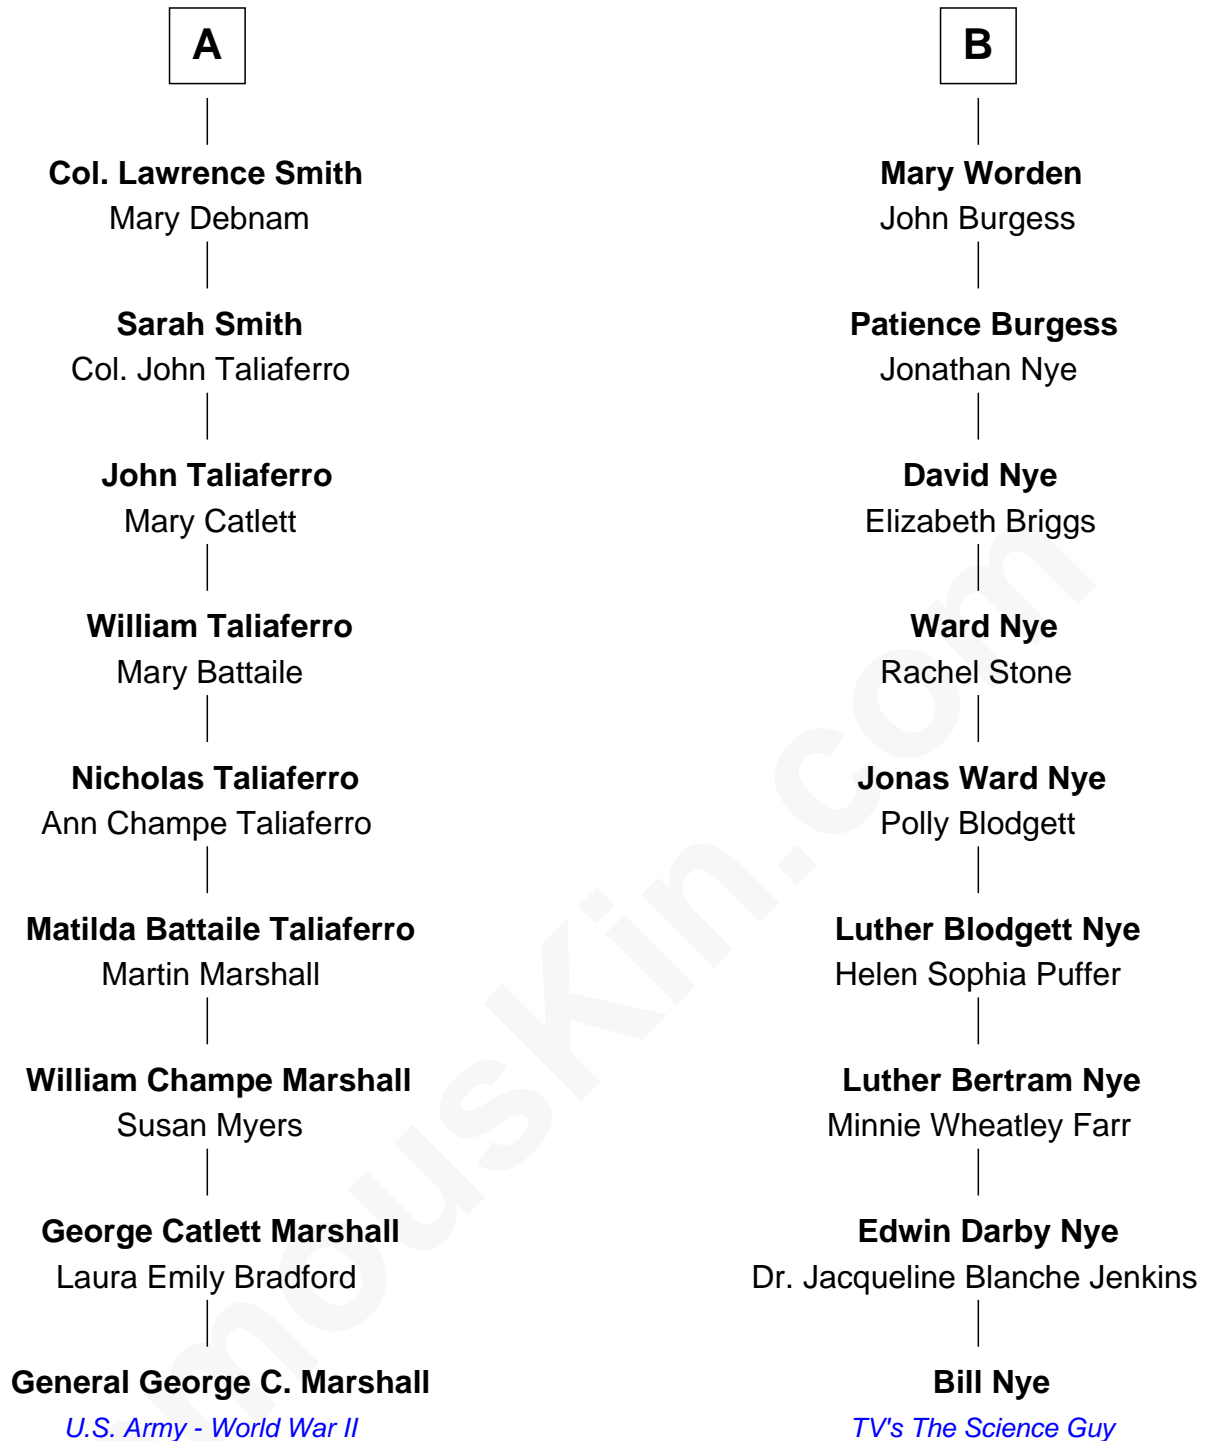 A
Col. Lawrence Smith
Mary Debnam
Sarah Smith
Col. John Taliaferro
John Taliaferro
Mary Catlett
William Taliaferro
Mary Battaile
Nicholas Taliaferro
Ann Champe Taliaferro
Matilda Battaile Taliaferro
Martin Marshall
William Champe Marshall
Susan Myers
George Catlett Marshall
Laura Emily Bradford
General George C. Marshall
U.S. Army - World War II
B
Mary Worden
John Burgess
Patience Burgess
Jonathan Nye
David Nye
Elizabeth Briggs
Ward Nye
Rachel Stone
Jonas Ward Nye
Polly Blodgett
Luther Blodgett Nye
Helen Sophia Puffer
Luther Bertram Nye
Minnie Wheatley Farr
Edwin Darby Nye
Dr. Jacqueline Blanche Jenkins
Bill Nye
TV's The Science Guy
mousKin.com